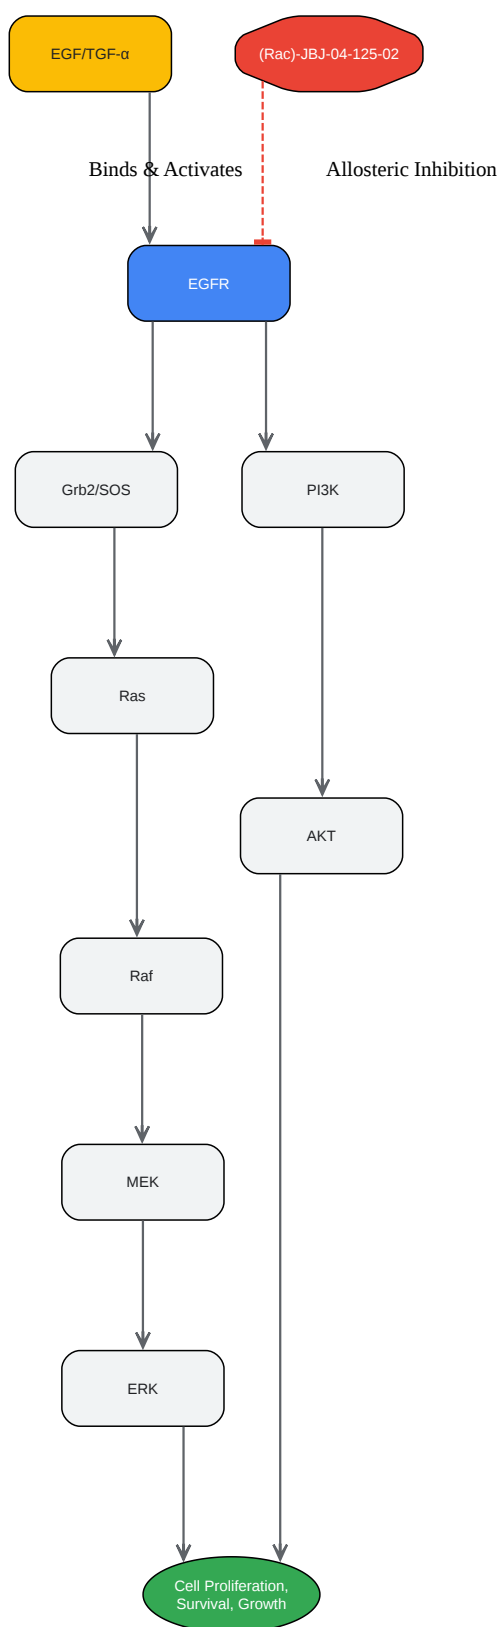 EGF/TGF-α
(Rac)-JBJ-04-125-02
Binds & Activates
Allosteric Inhibition
EGFR
Grb2/SOS
PI3K
Ras
AKT
Raf
MEK
ERK
Cell Proliferation,
Survival, Growth